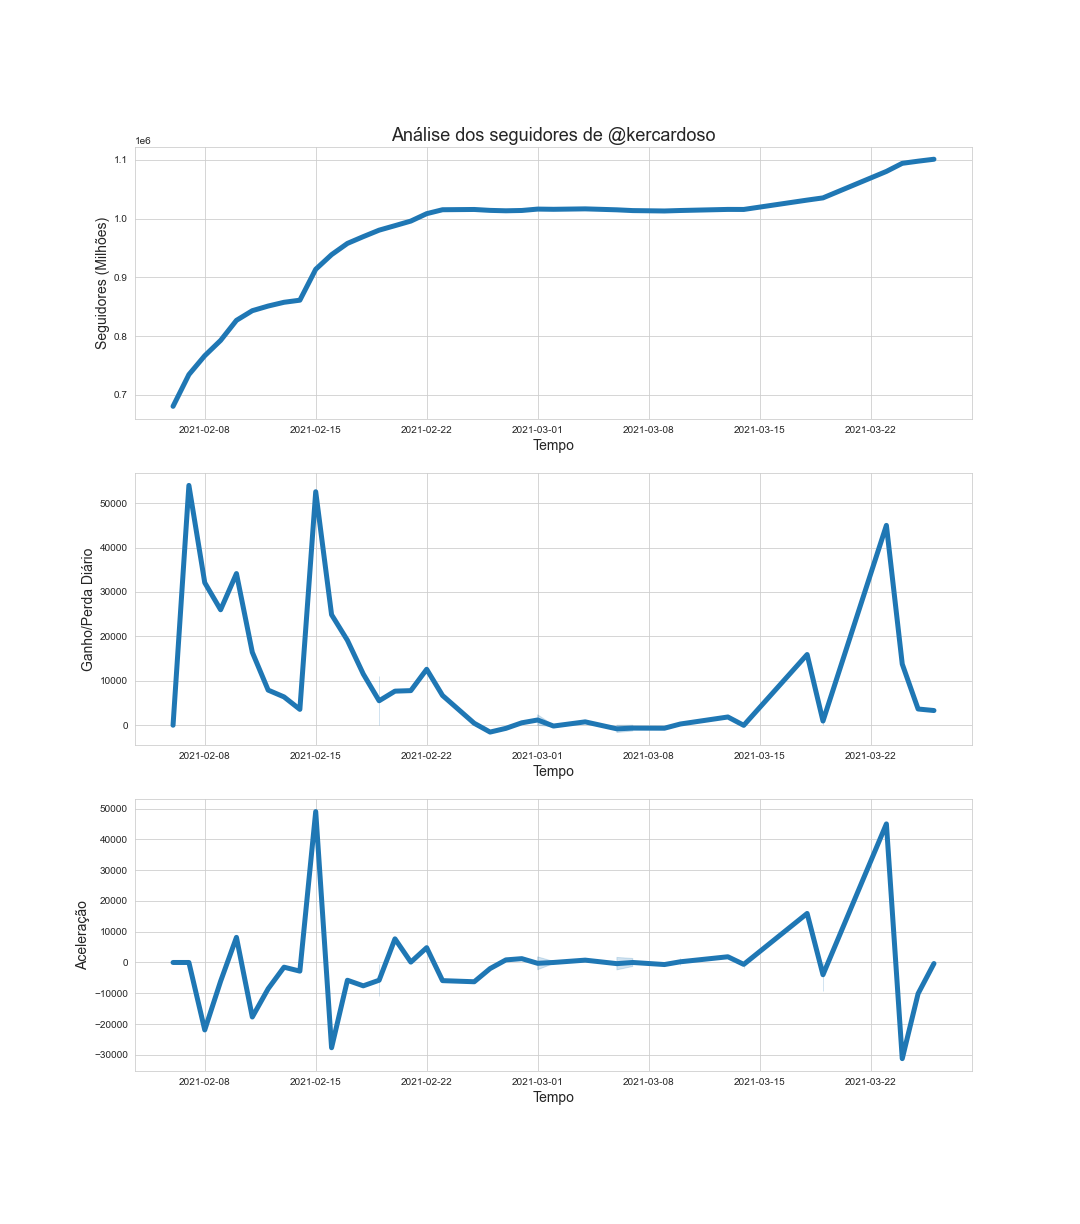 Análise dos seguidores de @kercardoso
1e6
1.1
1.0
0.9
0.8
0.7
Seguidores (Milhões)
2021-02-08 2021-02-15 2021-02-22 2021-03-01 2021-03-08 2021-03-15 2021-03-22
Tempo
50000
40000
30000
20000
10000
0
Ganho/Perda Diário
2021-02-08 2021-02-15 2021-02-22 2021-03-01 2021-03-08 2021-03-15 2021-03-22
Tempo
50000
40000
30000
20000
10000
0
−10000
−20000
−30000
Aceleração
2021-02-08 2021-02-15 2021-02-22 2021-03-01 2021-03-08 2021-03-15 2021-03-22
Tempo